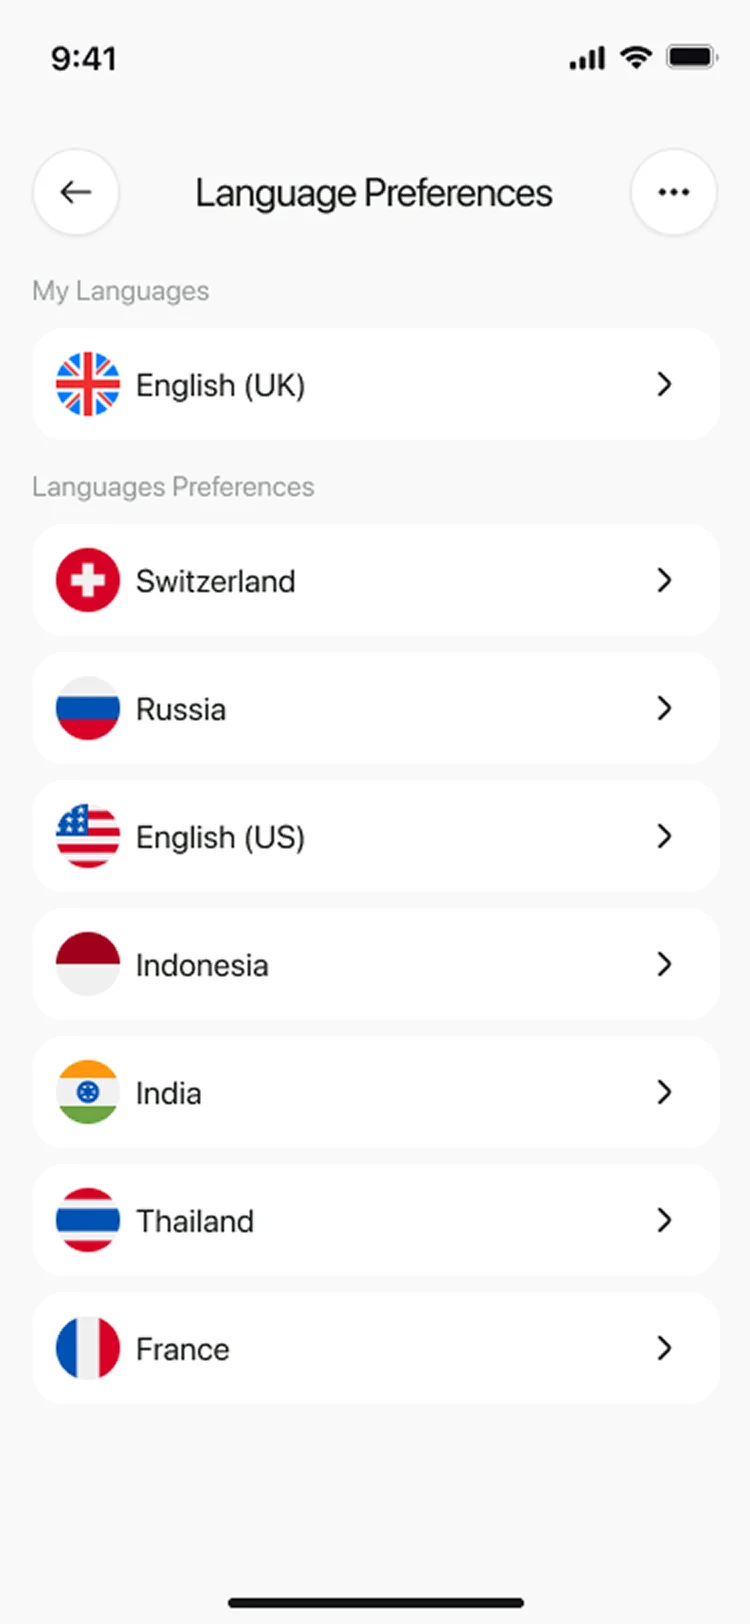 9:41
Language Preferences
My Languages
English (UK)
Languages Preferences
Switzerland
Russia
English (US)
Indonesia
India
Thailand
France